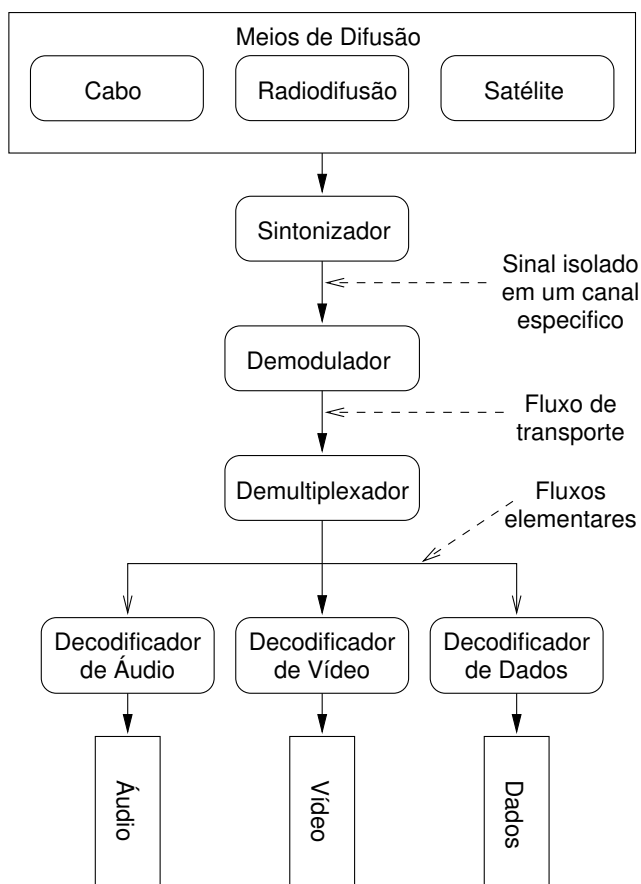 Meios de Difusão
Cabo
Radiodifusão
Satélite
Sintonizador
Sinal isolado
em um canal
especifico
Demodulador
Fluxo de
transporte
Demultiplexador
Fluxos
elementares
Decodificador
de Áudio
Decodificador
de Vídeo
Decodificador
de Dados
Áudio
Vídeo
Dados